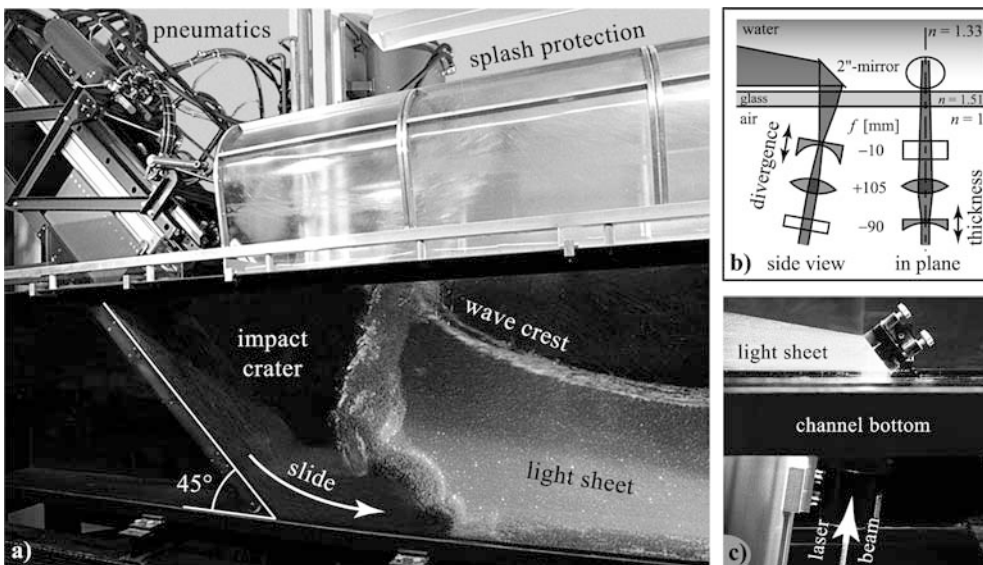 pneumatics
splash protection
impact
crater
wave crest
slide
45°
light sheet
a)
water
n = 1.33
2"-mirror
glass
n = 1.51
air
n = 1
f [mm]
divergence
−10
+105
−90
thickness
side view
in plane
b)
light sheet
channel bottom
laser
beam
c)